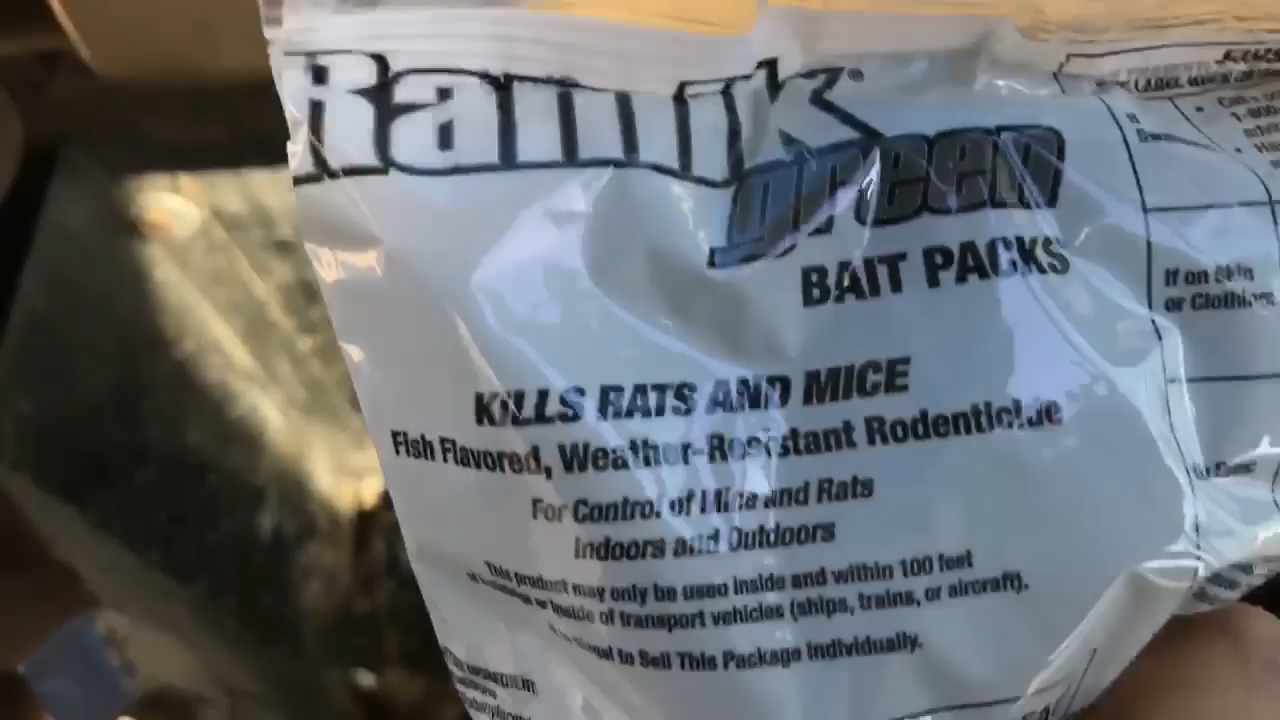 Ramik®
green
BAIT PACKS
KILLS RATS AND MICE
Fish Flavored, Weather-Resistant Rodenticide
For Control of Mice and Rats
Indoors and Outdoors
This product may only be used inside and within 100 feet
inside of transport vehicles (ships, trains, or aircraft).
to Sell This Package Individually.
If on Skin
or Clothing